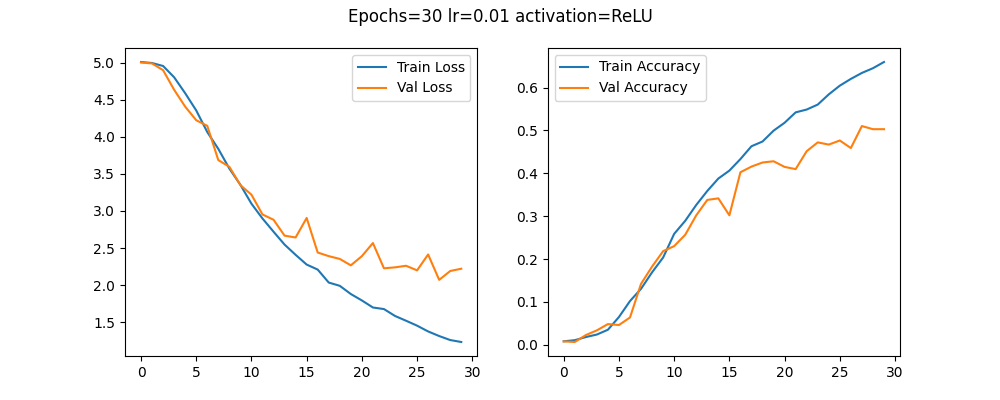 Epochs=30 lr=0.01 activation=ReLU
Train Loss
Val Loss
5.0
4.5
4.0
3.5
3.0
2.5
2.0
1.5
0 5 10 15 20 25 30
Train Accuracy
Val Accuracy
0.6
0.5
0.4
0.3
0.2
0.1
0.0
0 5 10 15 20 25 30